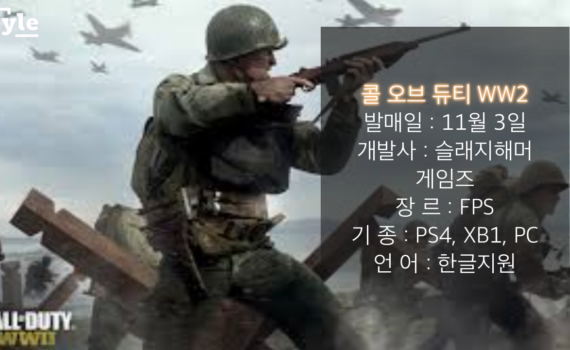 yle
콜 오브 듀티 WW2
발매일 : 11월 3일
개발사 : 슬래지해머
게임즈
장 르 : FPS
기 종 : PS4, XB1, PC
언 어 : 한글지원
ALL·DUTY
WWII